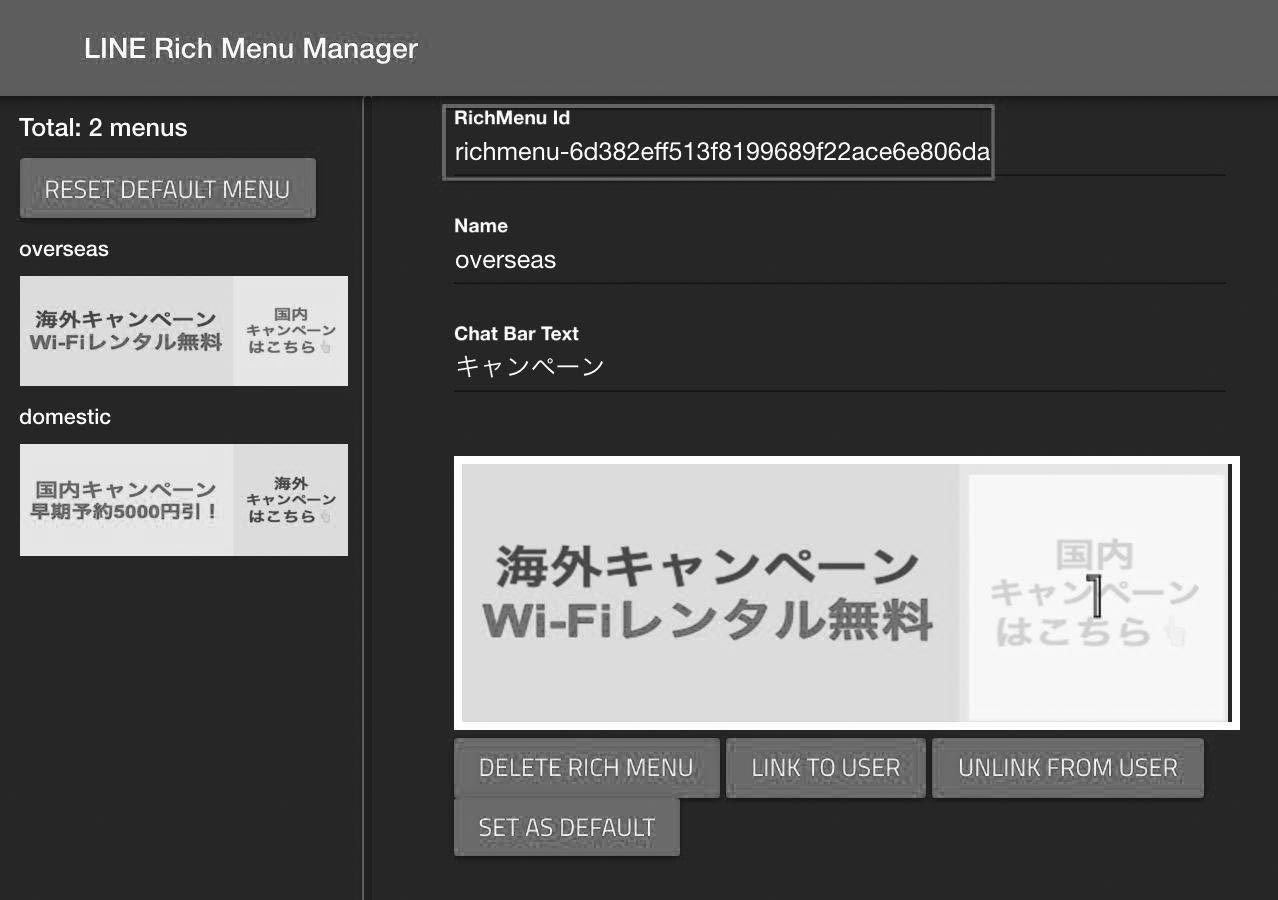 LINE Rich Menu Manager
Total: 2 menus
RESET DEFAULT MENU
overseas
海外キャンペーン
Wi-Fiレンタル無料
国内
キャンペーン
はこちら
domestic
国内キャンペーン
早期予約5000円引！
海外
キャンペーン
はこちら
RichMenu Id
richmenu-6d382eff513f8199689f22ace6e806da
Name
overseas
Chat Bar Text
キャンペーン
海外キャンペーン
Wi-Fiレンタル無料
国内
キャンペーン
はこちら
1
DELETE RICH MENU
LINK TO USER
UNLINK FROM USER
SET AS DEFAULT